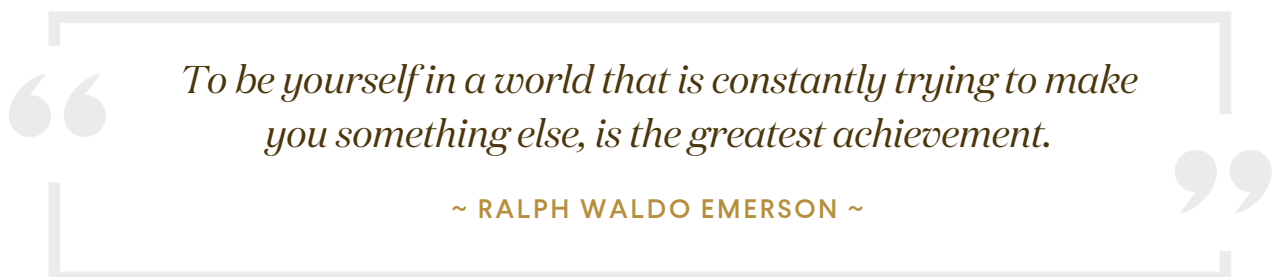 To be yourself in a world that is constantly trying to make
you something else, is the greatest achievement.
~ RALPH WALDO EMERSON ~